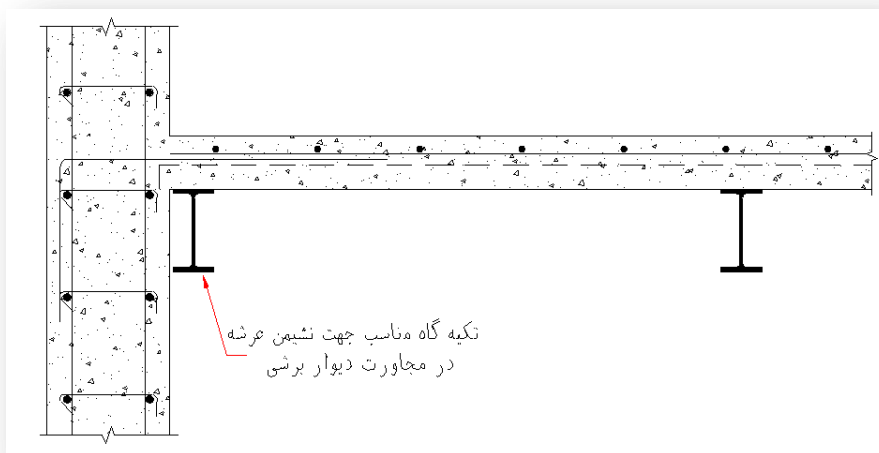 تکیه گاه مناسب جهت نشیمن عرشه
در مجاورت دیوار برشی